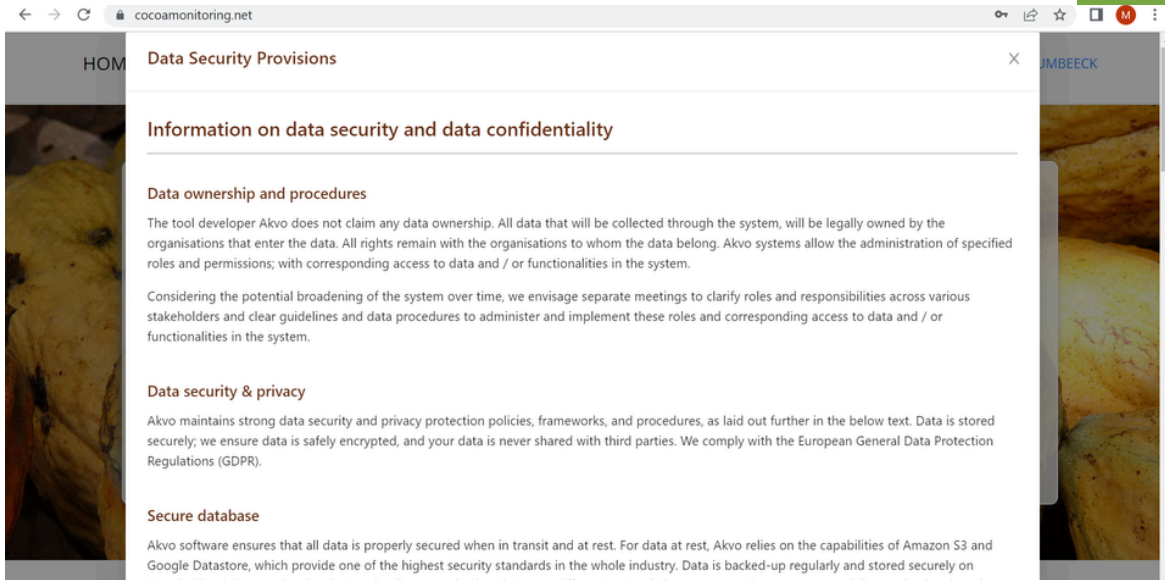 cocoamonitoring.net
M
HOM
Data Security Provisions
UMBEECK
Information on data security and data confidentiality
Data ownership and procedures
The tool developer Akvo does not claim any data ownership. All data that will be collected through the system, will be legally owned by the
organisations that enter the data. All rights remain with the organisations to whom the data belong. Akvo systems allow the administration of specified
roles and permissions; with corresponding access to data and / or functionalities in the system.
Considering the potential broadening of the system over time, we envisage separate meetings to clarify roles and responsibilities across various
stakeholders and clear guidelines and data procedures to administer and implement these roles and corresponding access to data and / or
functionalities in the system.
Data security & privacy
Akvo maintains strong data security and privacy protection policies, frameworks, and procedures, as laid out further in the below text. Data is stored
securely; we ensure data is safely encrypted, and your data is never shared with third parties. We comply with the European General Data Protection
Regulations (GDPR).
Secure database
Akvo software ensures that all data is properly secured when in transit and at rest. For data at rest, Akvo relies on the capabilities of Amazon S3 and
Google Datastore, which provide one of the highest security standards in the whole industry. Data is backed-up regularly and stored securely on